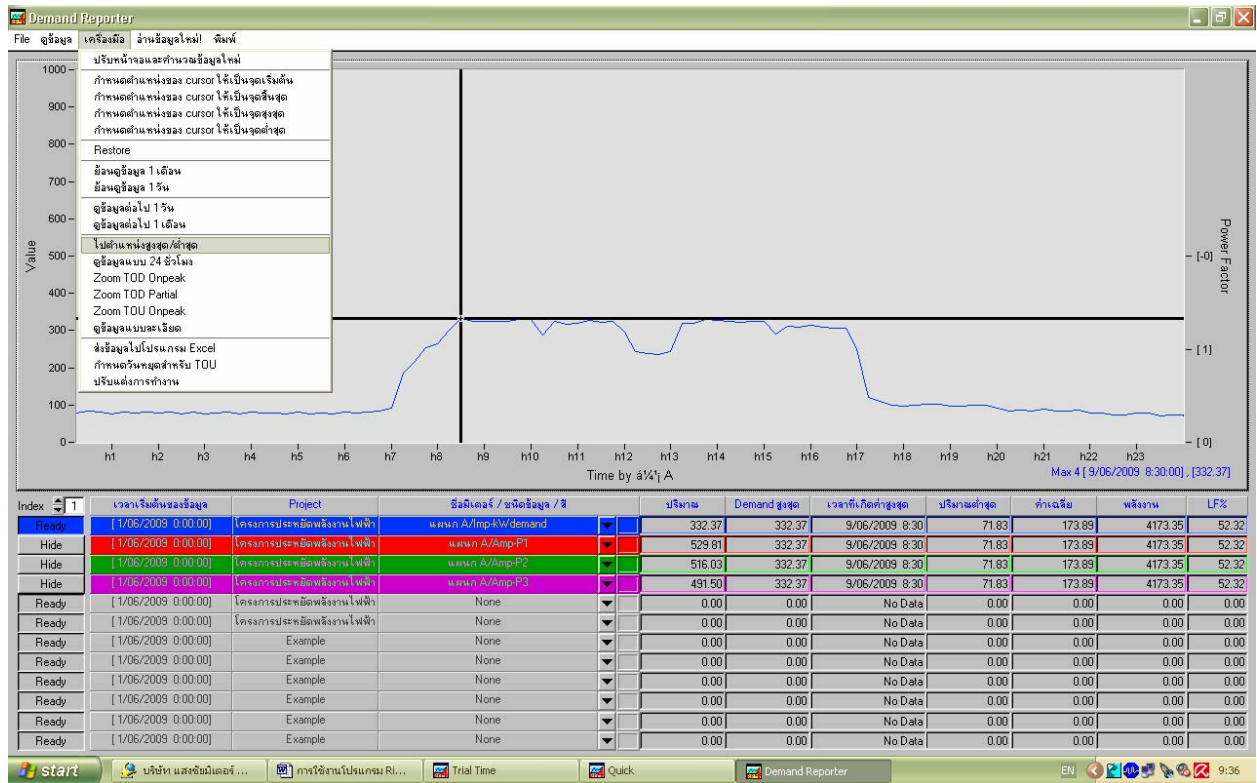 Demand Reporter
File ดูข้อมูล เครื่องมือ อ่านข้อมูลใหม่! พิมพ์
ปรับหน้าจอและคำนวณข้อมูลใหม่
กำหนดตำแหน่งของ cursor ให้เป็นจุดเริ่มต้น
กำหนดตำแหน่งของ cursor ให้เป็นจุดสิ้นสุด
กำหนดตำแหน่งของ cursor ให้เป็นจุดสูงสุด
กำหนดตำแหน่งของ cursor ให้เป็นจุดต่ำสุด
Restore
ย้อนดูข้อมูล 1 เดือน
ย้อนดูข้อมูล 1 วัน
ดูข้อมูลต่อไป 1 วัน
ดูข้อมูลต่อไป 1 เดือน
ไปตำแหน่งสูงสุด/ต่ำสุด
ดูข้อมูลแบบ 24 ชั่วโมง
Zoom TOD Onpeak
Zoom TOD Partial
Zoom TOU Onpeak
ดูข้อมูลแบบละเอียด
ส่งข้อมูลไปโปรแกรม Excel
กำหนดวันหยุดสำหรับ TOU
ปรับแต่งการทำงาน
1000
900
800
700
600
500
400
300
200
100
0
Value
[-0]
[1]
[0]
Power Factor
h1 h2 h3 h4 h5 h6 h7 h8 h9 h10 h11 h12 h13 h14 h15 h16 h17 h18 h19 h20 h21 h22 h23
Time by á¼¹¡ A
Max 4 [ 9/06/2009 8:30:00] , [332.37]
Index 1 เวลาเริ่มต้นของข้อมูล Project ชื่อมิเตอร์ / ชนิดข้อมูล / สี ปริมาณ Demand สูงสุด เวลาที่เกิดค่าสูงสุด ปริมาณต่ำสุด ค่าเฉลี่ย พลังงาน LF%
Ready [ 1/06/2009 0:00:00] โครงการประหยัดพลังงานไฟฟ้า แผนก A/Imp-kWdemand 332.37 332.37 9/06/2009 8:30 71.83 173.89 4173.35 52.32
Hide [ 1/06/2009 0:00:00] โครงการประหยัดพลังงานไฟฟ้า แผนก A/Amp-P1 529.81 332.37 9/06/2009 8:30 71.83 173.89 4173.35 52.32
Hide [ 1/06/2009 0:00:00] โครงการประหยัดพลังงานไฟฟ้า แผนก A/Amp-P2 516.03 332.37 9/06/2009 8:30 71.83 173.89 4173.35 52.32
Hide [ 1/06/2009 0:00:00] โครงการประหยัดพลังงานไฟฟ้า แผนก A/Amp-P3 491.50 332.37 9/06/2009 8:30 71.83 173.89 4173.35 52.32
Ready [ 1/06/2009 0:00:00] โครงการประหยัดพลังงานไฟฟ้า None 0.00 0.00 No Data 0.00 0.00 0.00 0.00
Ready [ 1/06/2009 0:00:00] โครงการประหยัดพลังงานไฟฟ้า None 0.00 0.00 No Data 0.00 0.00 0.00 0.00
Ready [ 1/06/2009 0:00:00] Example None 0.00 0.00 No Data 0.00 0.00 0.00 0.00
Ready [ 1/06/2009 0:00:00] Example None 0.00 0.00 No Data 0.00 0.00 0.00 0.00
Ready [ 1/06/2009 0:00:00] Example None 0.00 0.00 No Data 0.00 0.00 0.00 0.00
Ready [ 1/06/2009 0:00:00] Example None 0.00 0.00 No Data 0.00 0.00 0.00 0.00
Ready [ 1/06/2009 0:00:00] Example None 0.00 0.00 No Data 0.00 0.00 0.00 0.00
Ready [ 1/06/2009 0:00:00] Example None 0.00 0.00 No Data 0.00 0.00 0.00 0.00
start บริษัท แสงชัยมิเตอร์ ... การใช้งานโปรแกรม Ri... Trial Time Quick Demand Reporter EN 9:36